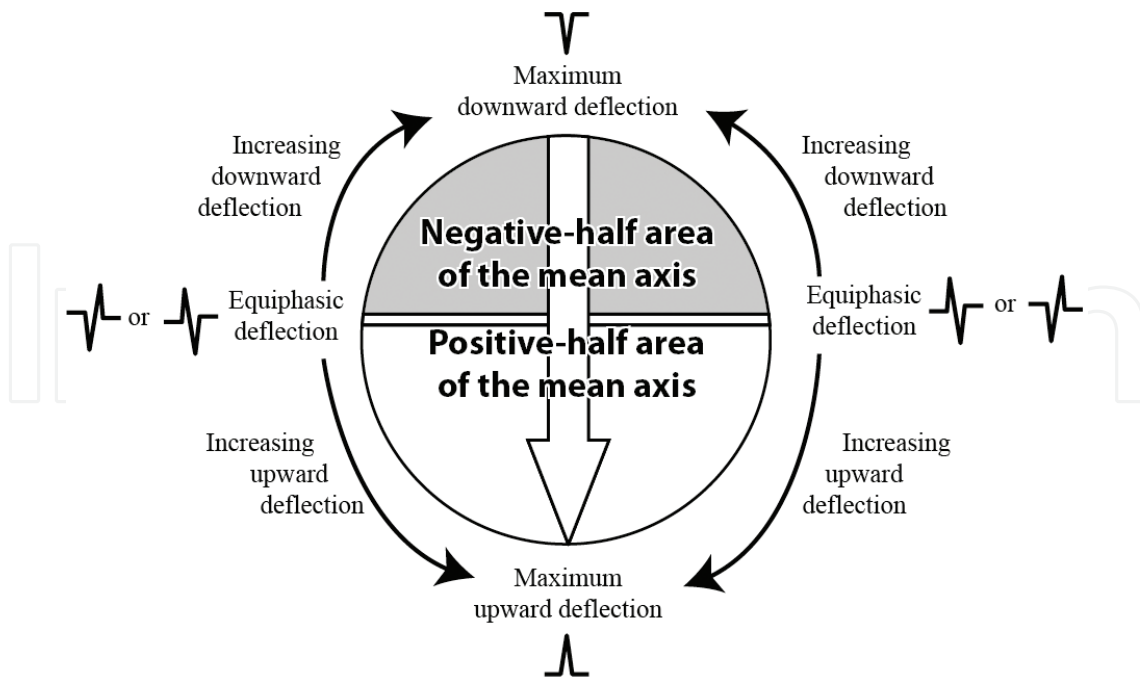 Maximum
downward deflection
Increasing
downward
deflection
Increasing
downward
deflection
Negative-half area
of the mean axis
or
Equiphasic
deflection
Equiphasic
deflection
or
Positive-half area
of the mean axis
Increasing
upward
deflection
Increasing
upward
deflection
Maximum
upward deflection